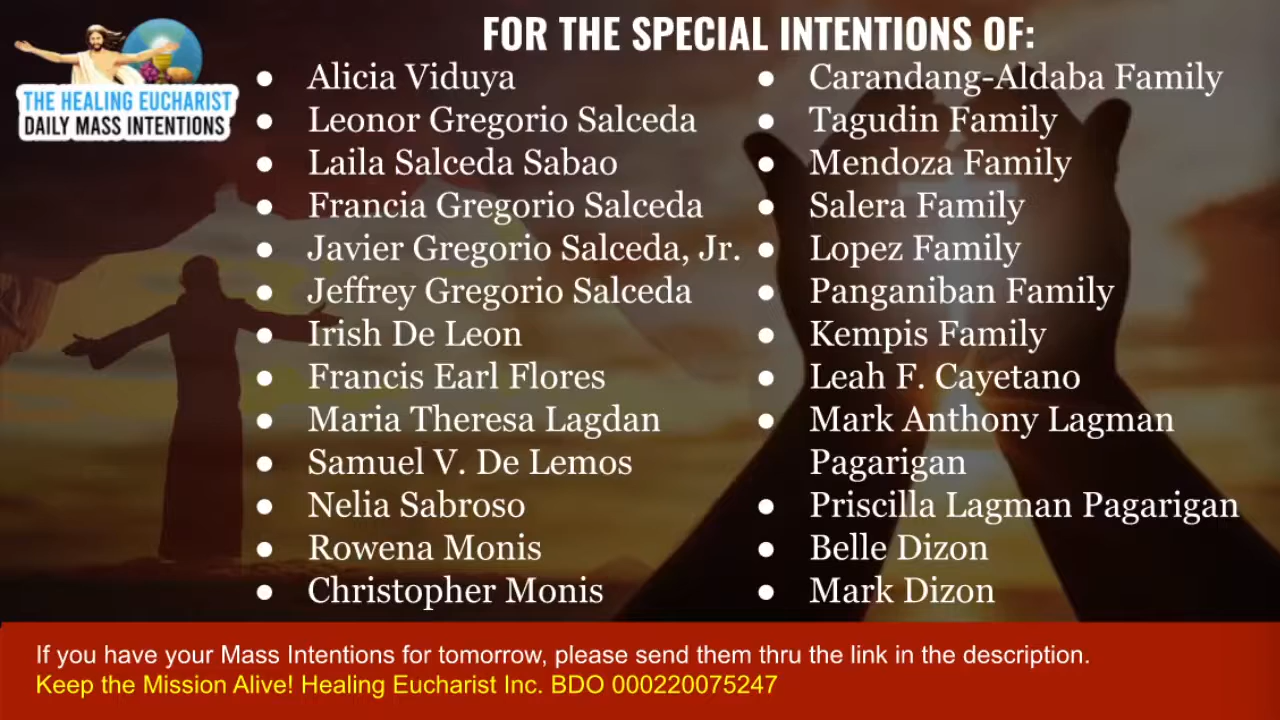 THE HEALING EUCHARIST
DAILY MASS INTENTIONS
FOR THE SPECIAL INTENTIONS OF:
● Alicia Viduya
● Leonor Gregorio Salceda
● Laila Salceda Sabao
● Francia Gregorio Salceda
● Javier Gregorio Salceda, Jr.
● Jeffrey Gregorio Salceda
● Irish De Leon
● Francis Earl Flores
● Maria Theresa Lagdan
● Samuel V. De Lemos
● Nelia Sabroso
● Rowena Monis
● Christopher Monis
● Carandang-Aldaba Family
● Tagudin Family
● Mendoza Family
● Salera Family
● Lopez Family
● Panganiban Family
● Kempis Family
● Leah F. Cayetano
● Mark Anthony Lagman
Pagarigan
● Priscilla Lagman Pagarigan
● Belle Dizon
● Mark Dizon
If you have your Mass Intentions for tomorrow, please send them thru the link in the description.
Keep the Mission Alive! Healing Eucharist Inc. BDO 000220075247